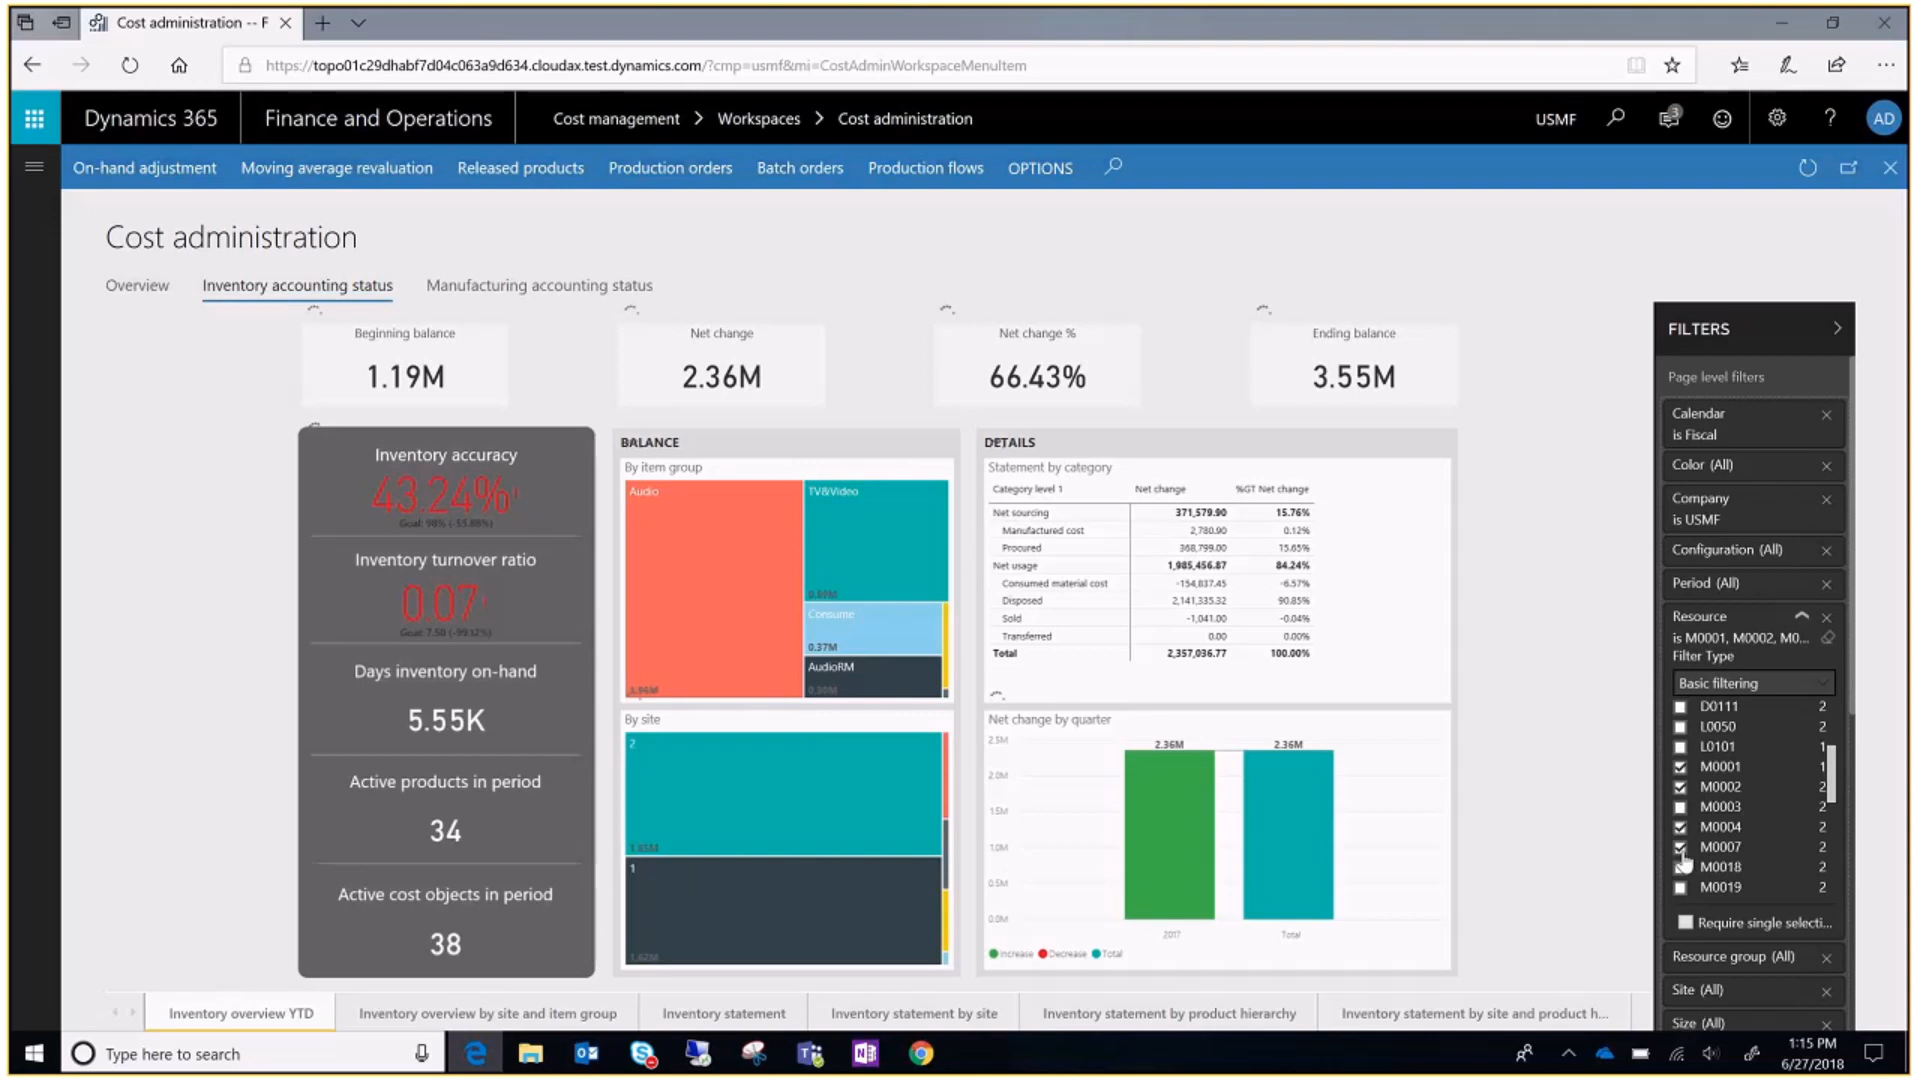 Cost administration -- F
https://topo01c29dhabf7d04c063a9d634.cloudax.test.dynamics.com/?cmp=usmf&mi=CostAdminWorkspaceMenuItem
Dynamics 365
Finance and Operations
Cost management > Workspaces > Cost administration
USMF
3
?
AD
On-hand adjustment
Moving average revaluation
Released products
Production orders
Batch orders
Production flows
OPTIONS
Cost administration
Overview
Inventory accounting status
Manufacturing accounting status
Beginning balance
1.19M
Net change
2.36M
Net change %
66.43%
Ending balance
3.55M
Inventory accuracy
43.24%
Goal: 98% (-55.88%)
Inventory turnover ratio
0.07
Goal: 7.50 (-99.12%)
Days inventory on-hand
5.55K
Active products in period
34
Active cost objects in period
38
BALANCE
By item group
Audio
TV&Video
Consume
0.37M
AudioRM
0.30M
By site
2
1.85M
1
1.62M
DETAILS
Statement by category
Category level 1 Net change %GT Net change
Net sourcing 371,579.90 15.76%
Manufactured cost 2,780.90 0.12%
Procured 368,799.00 15.65%
Net usage 1,985,456.87 84.24%
Consumed material cost -154,837.45 -6.57%
Disposed 2,141,335.32 90.85%
Sold -1,041.00 -0.04%
Transferred 0.00 0.00%
Total 2,357,036.77 100.00%
Net change by quarter
2.5M
2.0M
1.5M
1.0M
0.5M
0.0M
2.36M
2.36M
2017
Total
Increase Decrease Total
FILTERS
Page level filters
Calendar
is Fiscal
Color (All)
Company
is USMF
Configuration (All)
Period (All)
Resource
is M0001, M0002, M0...
Filter Type
Basic filtering
D0111 2
L0050 2
L0101 1
M0001 1
M0002 2
M0003 2
M0004 2
M0007 2
M0018 2
M0019 2
Require single selecti...
Resource group (All)
Site (All)
Size (All)
Inventory overview YTD
Inventory overview by site and item group
Inventory statement
Inventory statement by site
Inventory statement by product hierarchy
Inventory statement by site and product h...
Type here to search
1:15 PM
6/27/2018